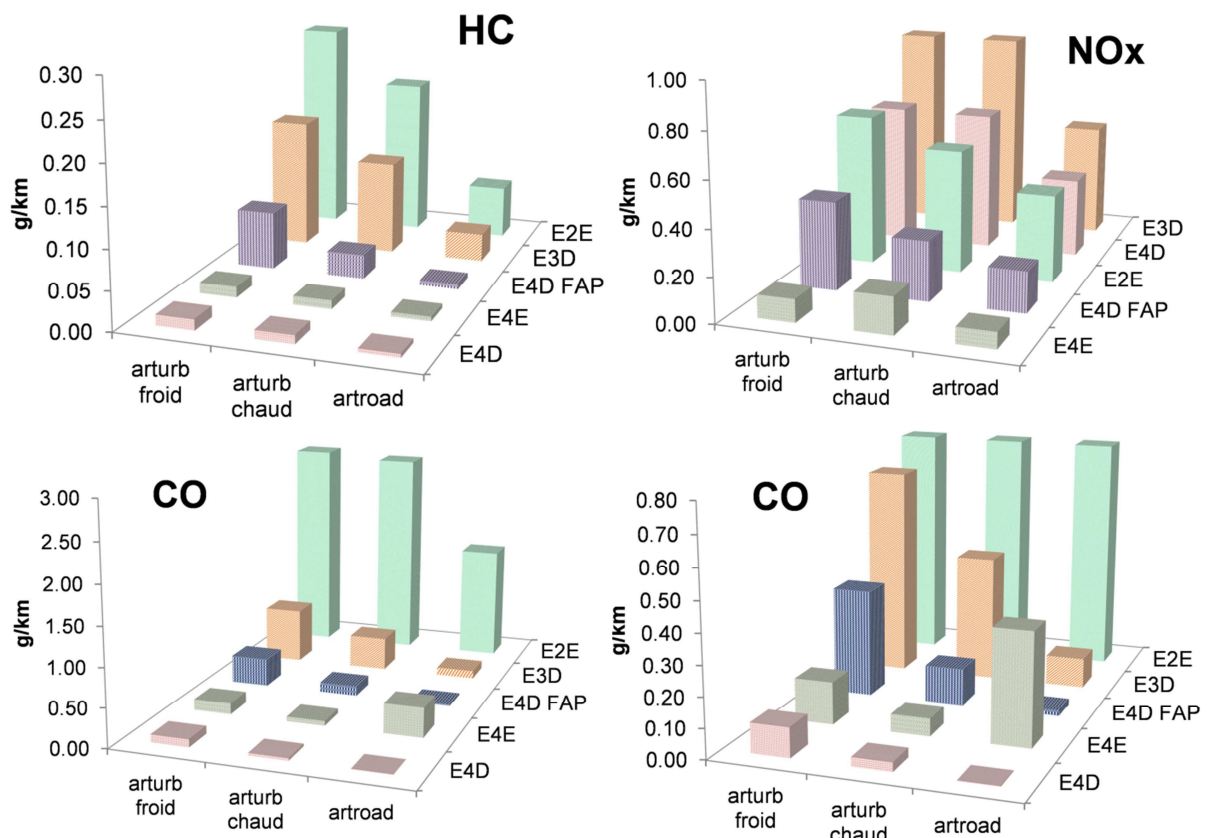 HC
0.30
0.25
0.20
0.15
0.10
0.05
0.00
g/km
arturb
froid
arturb
chaud
artroad
E2E
E3D
E4D FAP
E4E
E4D
NOx
1.00
0.80
0.60
0.40
0.20
0.00
g/km
arturb
froid
arturb
chaud
artroad
E3D
E4D
E2E
E4D FAP
E4E
CO
3.00
2.50
2.00
1.50
1.00
0.50
0.00
g/km
arturb
froid
arturb
chaud
artroad
E2E
E3D
E4D FAP
E4E
E4D
CO
0.80
0.70
0.60
0.50
0.40
0.30
0.20
0.10
0.00
g/km
arturb
froid
arturb
chaud
artroad
E2E
E3D
E4D FAP
E4E
E4D